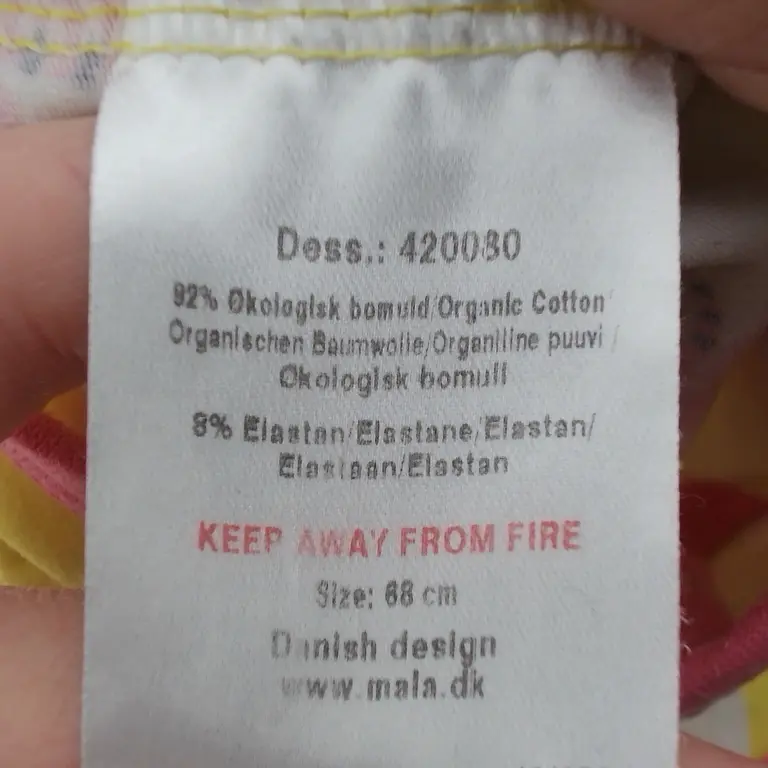 Dess.: 420080
92% Økologisk bomuld/Organic Cotton
Organischen Baumwolle/Organiline puuvi /
Økologisk bomull
8% Elastan/Elastane/Elastan/
Elastaan/Elastan
KEEP AWAY FROM FIRE
Size: 68 cm
Danish design
www.mala.dk